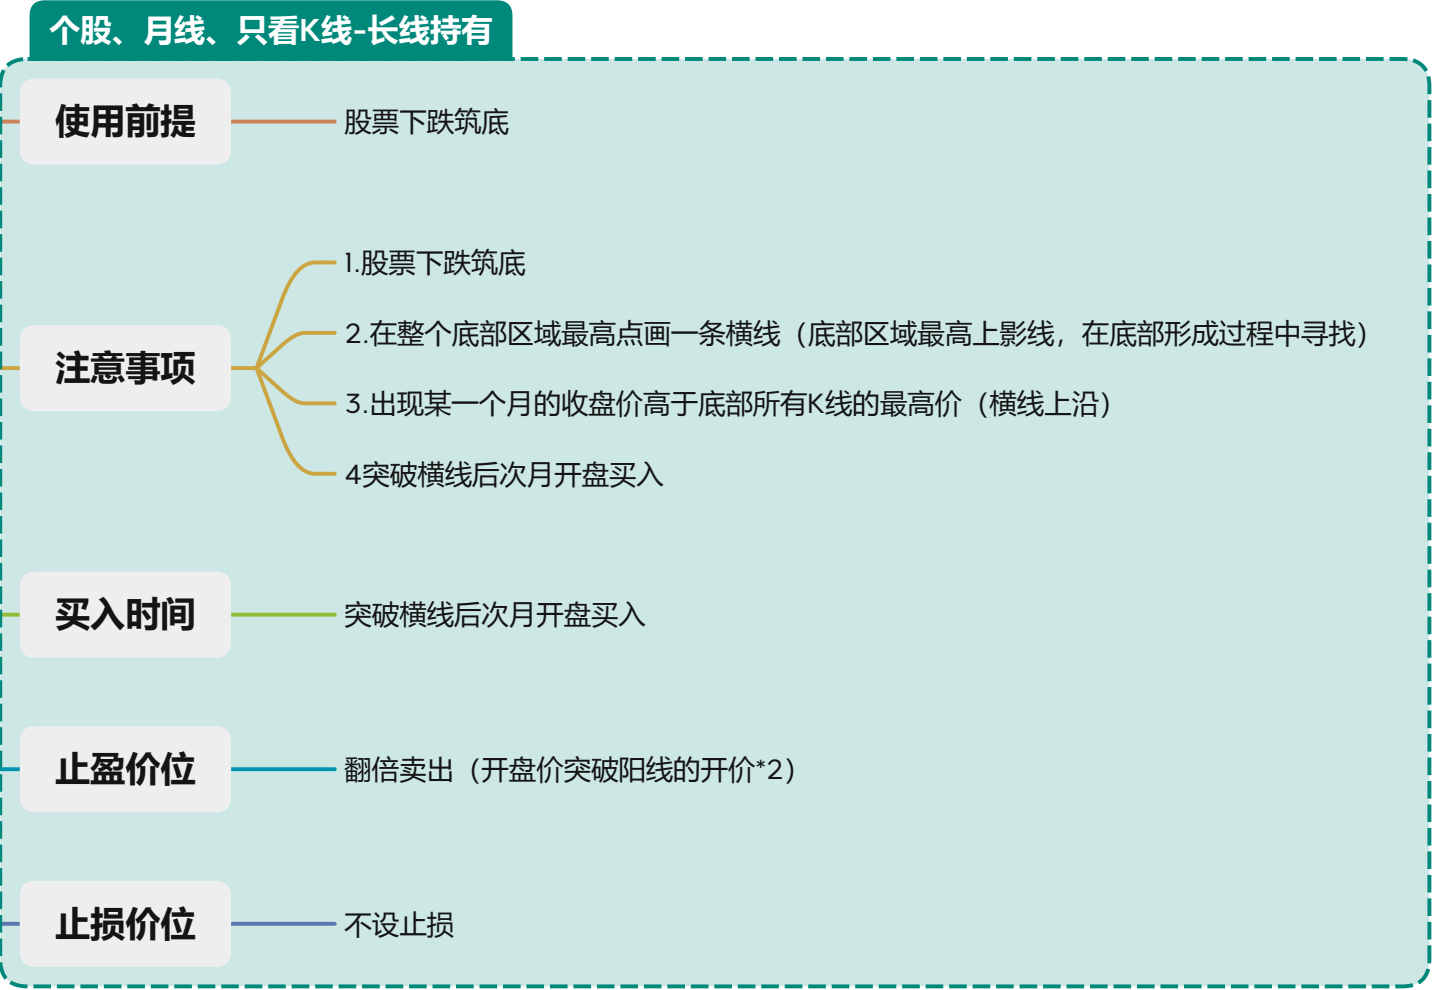 个股、月线、只看K线-长线持有
使用前提
股票下跌筑底
注意事项
1.股票下跌筑底
2.在整个底部区域最高点画一条横线（底部区域最高上影线，在底部形成过程中寻找）
3.出现某一个月的收盘价高于底部所有K线的最高价（横线上沿）
4突破横线后次月开盘买入
买入时间
突破横线后次月开盘买入
止盈价位
翻倍卖出（开盘价突破阳线的开价*2）
止损价位
不设止损